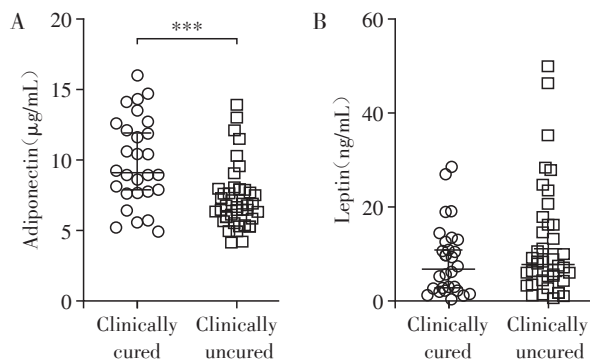 A
20
15
10
5
0
Adiponectin(μg/mL)
***
Clinically
cured
Clinically
uncured
B
60
40
20
0
Leptin(ng/mL)
Clinically
cured
Clinically
uncured